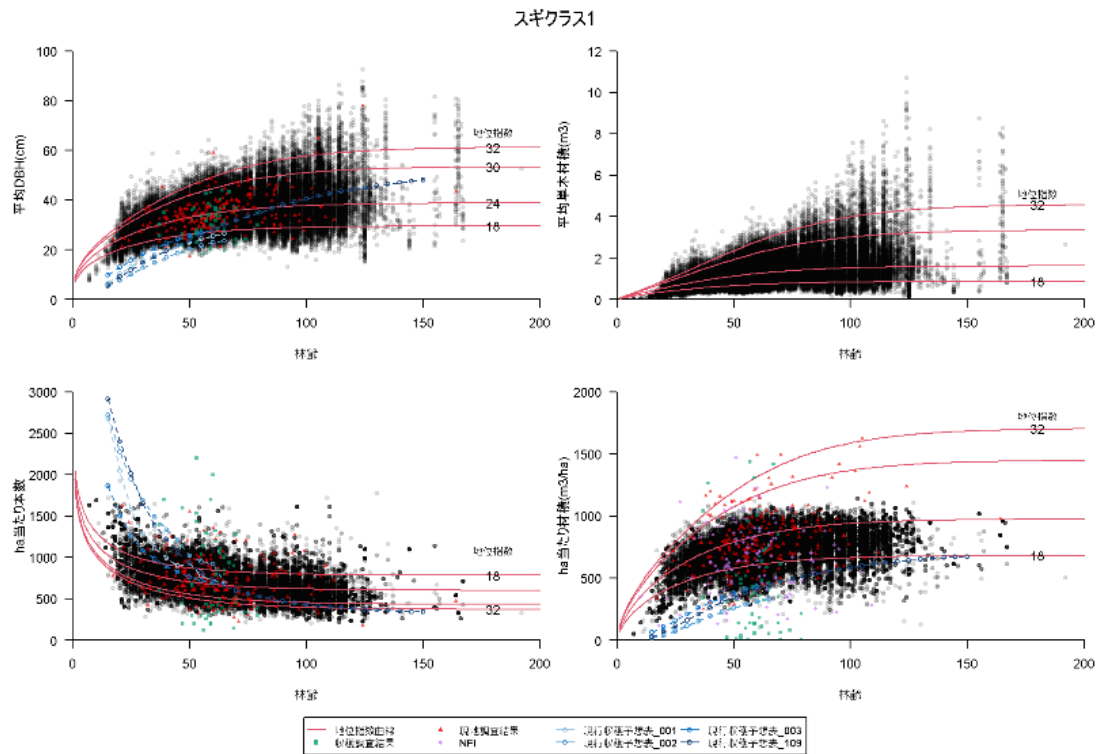 スギクラス1
100
80
60
40
20
0
平均DBH(cm)
地位指数
32
30
24
18
0
50
100
150
200
林齢
12
10
8
6
4
2
0
平均単木材積(m3)
地位指数
32
18
0
50
100
150
200
林齢
3000
2500
2000
1500
1000
500
0
ha当たり本数
地位指数
18
32
0
50
100
150
200
林齢
2000
1500
1000
500
0
ha当たり材積(m3/ha)
地位指数
32
18
0
50
100
150
200
林齢
地位指数曲線
収穫調査結果
現地調査結果
NFI
現行収穫予想表_001
現行収穫予想表_002
現行収穫予想表_003
現行収穫予想表_109